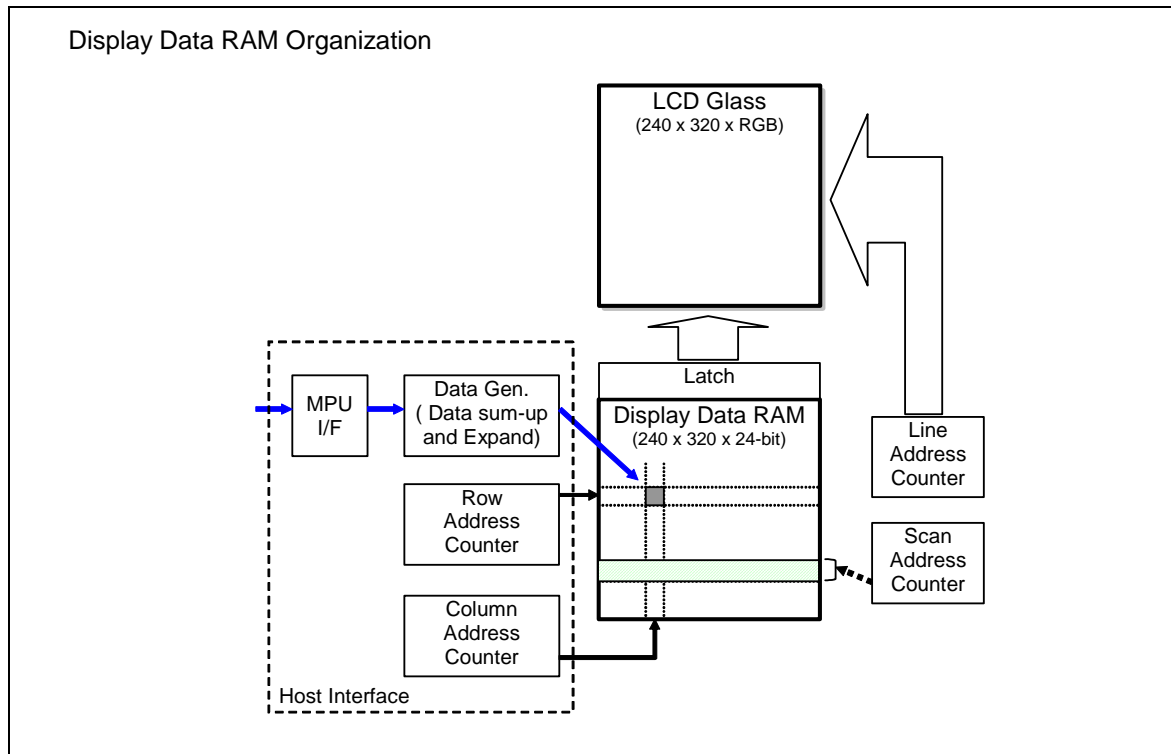 Display Data RAM Organization
LCD Glass
(240 x 320 x RGB)
Latch
MPU
I/F
Data Gen.
( Data sum-up
and Expand)
Display Data RAM
(240 x 320 x 24-bit)
Line
Address
Counter
Row
Address
Counter
Scan
Address
Counter
Column
Address
Counter
Host Interface